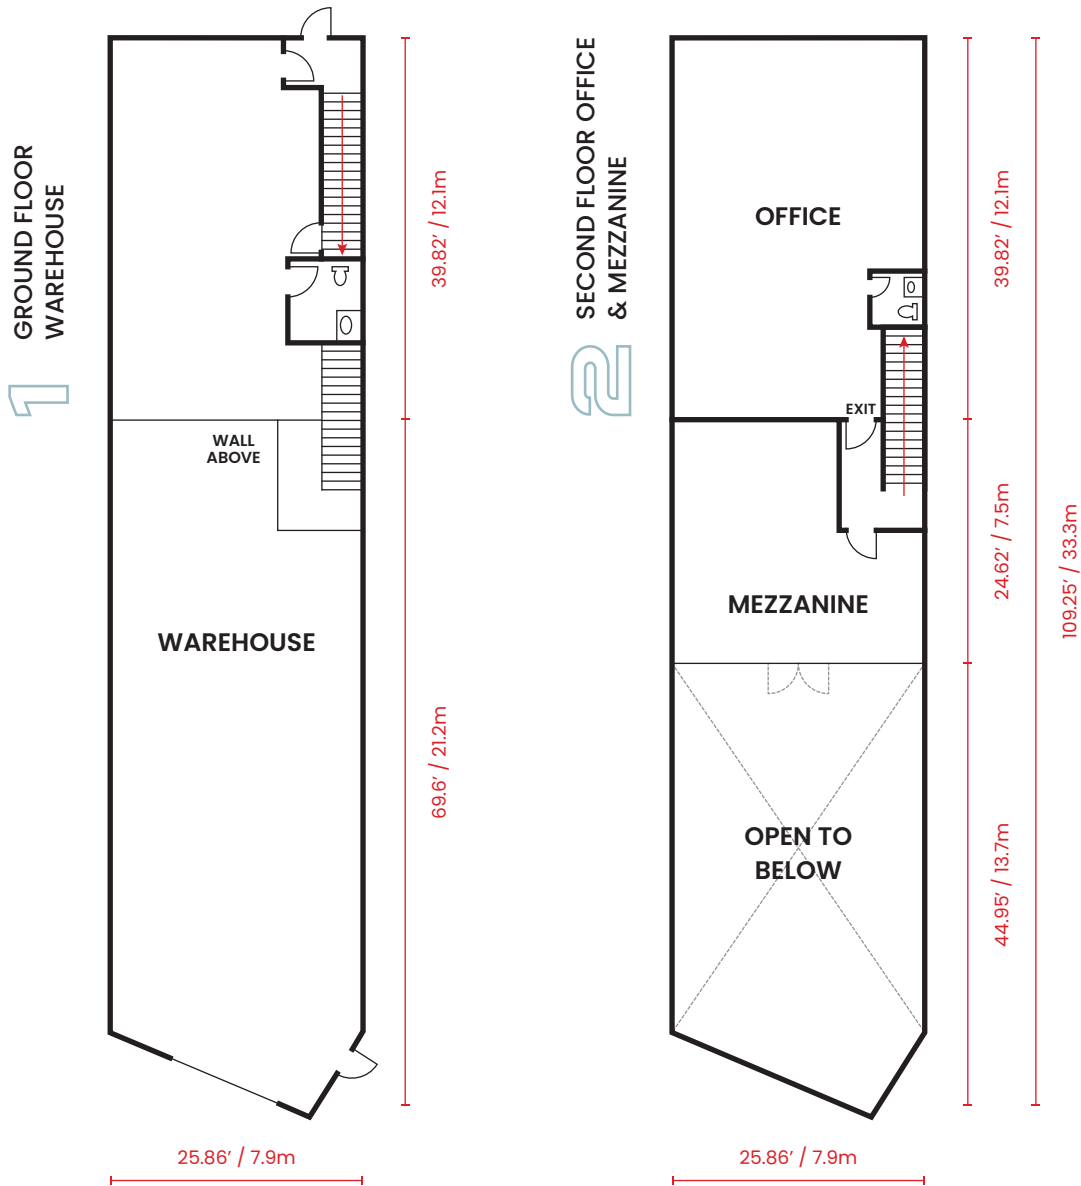 1
GROUND FLOOR
WAREHOUSE
WALL
ABOVE
WAREHOUSE
39.82' / 12.1m
69.6' / 21.2m
25.86' / 7.9m
2
SECOND FLOOR OFFICE
& MEZZANINE
OFFICE
EXIT
MEZZANINE
OPEN TO
BELOW
39.82' / 12.1m
24.62' / 7.5m
44.95' / 13.7m
109.25' / 33.3m
25.86' / 7.9m